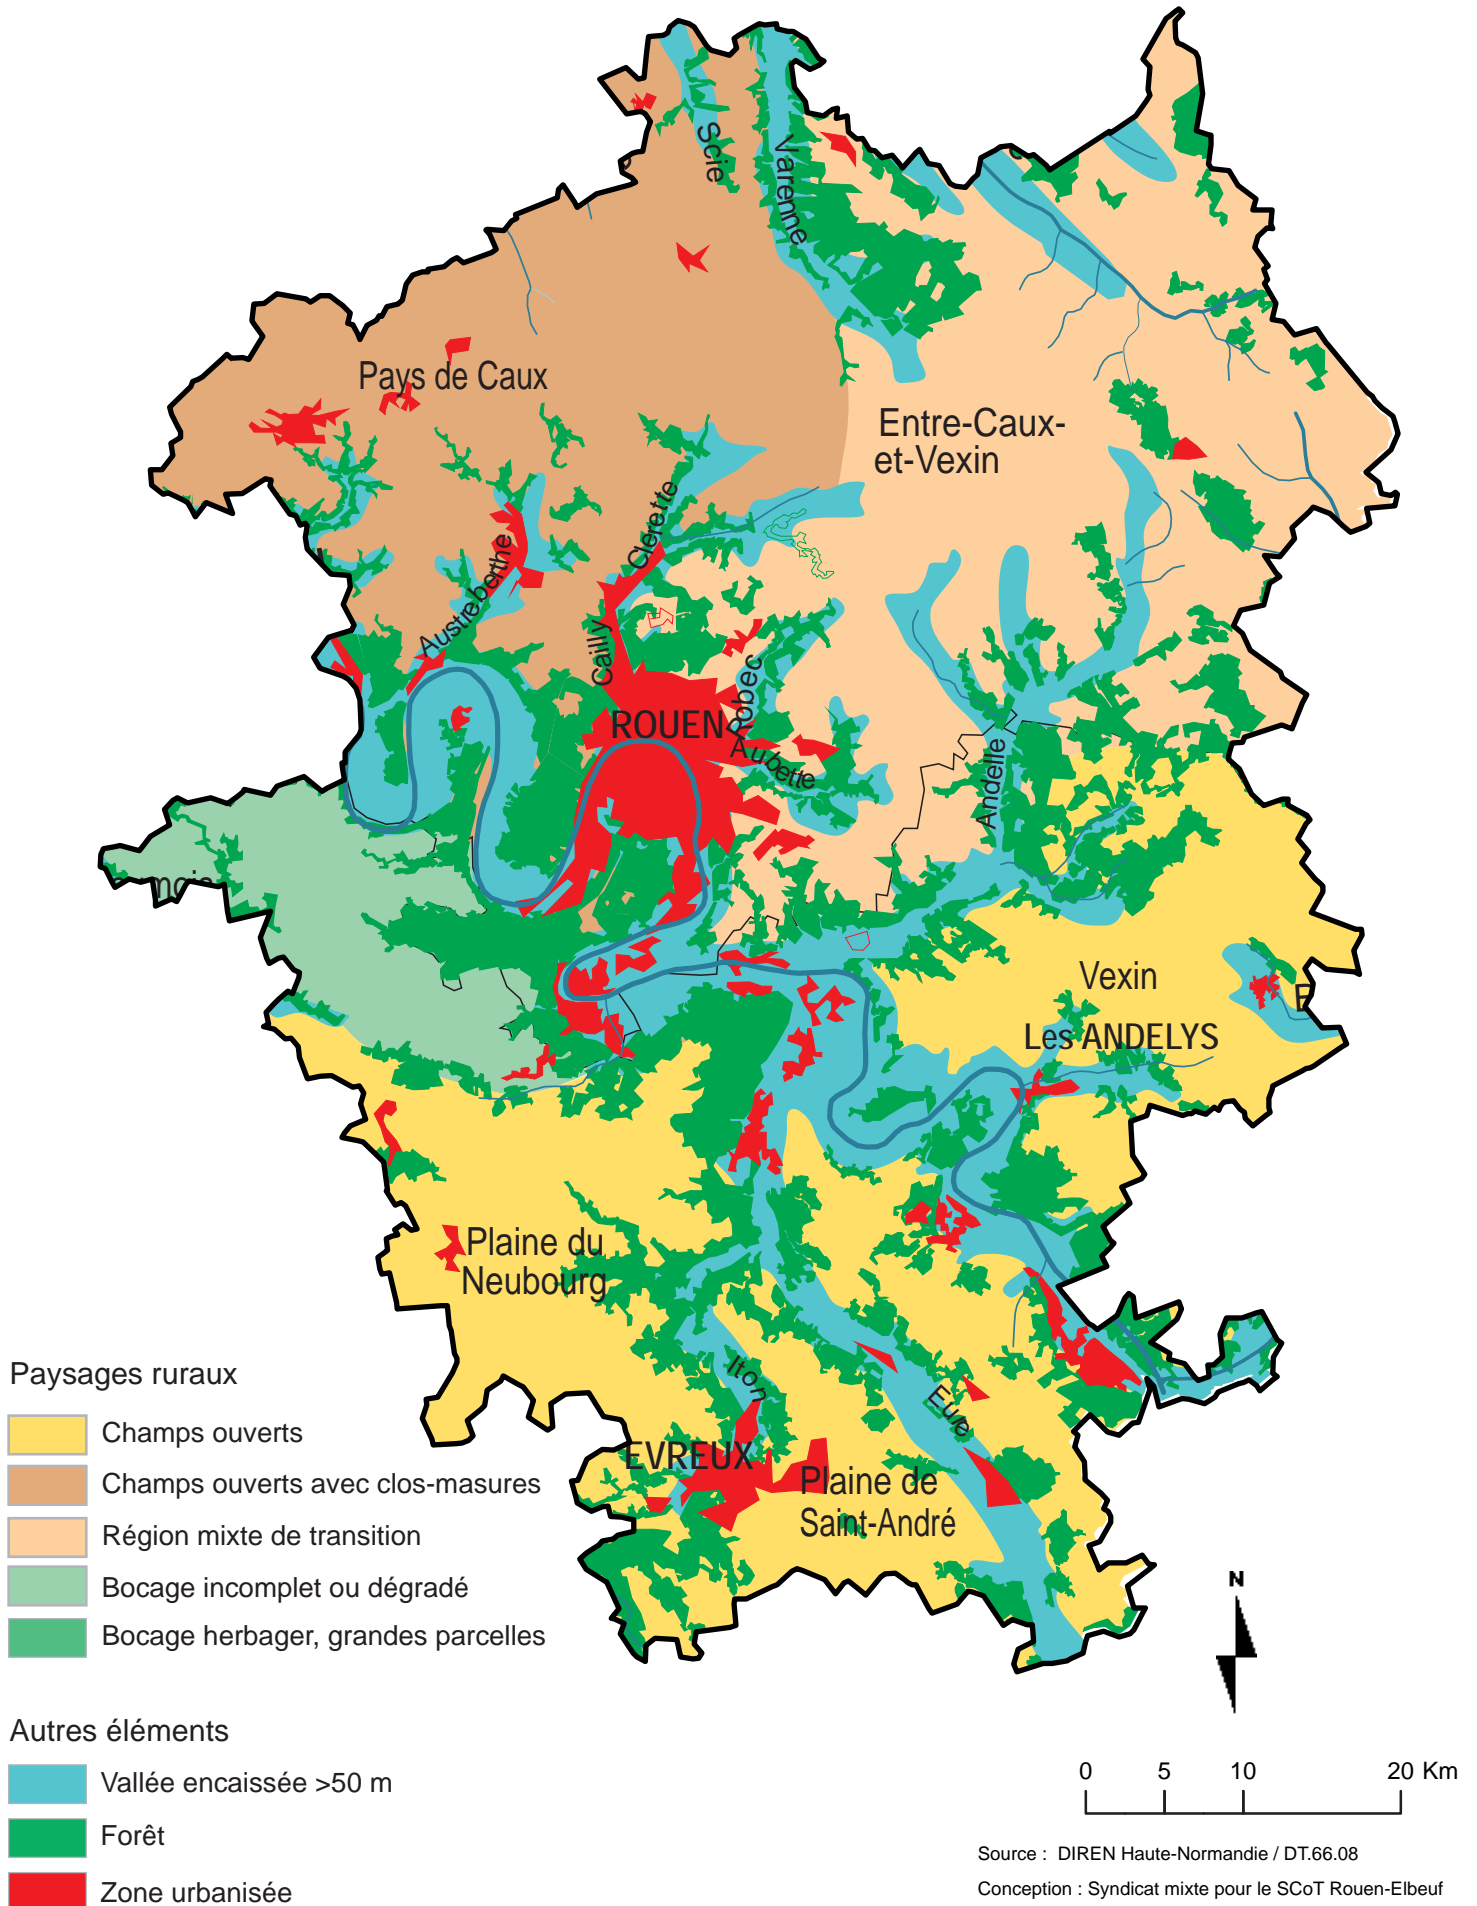 Scie
Varenne
Pays de Caux
Entre-Caux-
et-Vexin
Clérette
Austreberthe
Cailly
Robec
ROUEN
Aubette
Andelle
Vexin
Les ANDELYS
Plaine du
Neubourg
Iton
Eure
EVREUX
Plaine de
Saint-André
Paysages ruraux
Champs ouverts
Champs ouverts avec clos-masures
Région mixte de transition
Bocage incomplet ou dégradé
Bocage herbager, grandes parcelles
N
Autres éléments
Vallée encaissée >50 m
Forêt
Zone urbanisée
0 5 10 20 Km
Source : DIREN Haute-Normandie / DT.66.08
Conception : Syndicat mixte pour le SCoT Rouen-Elbeuf